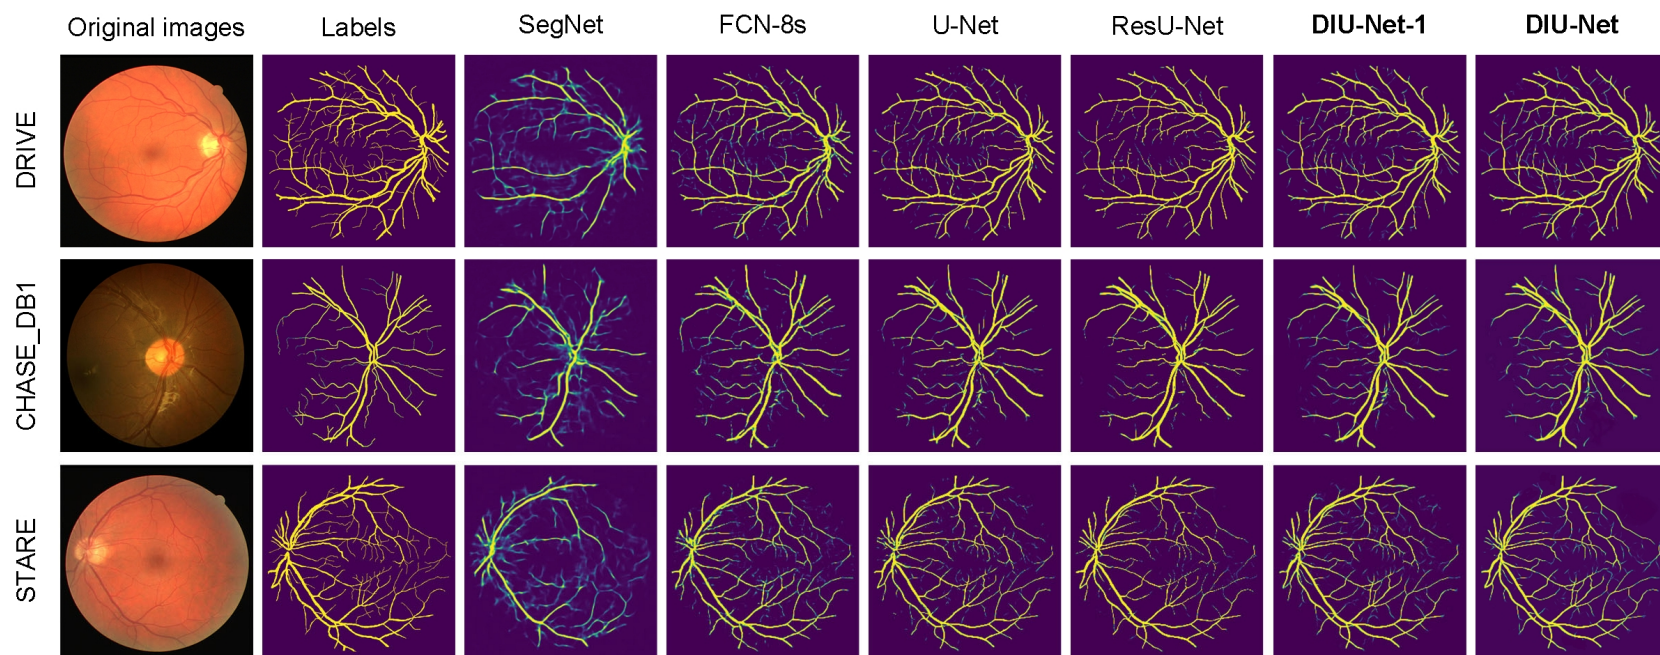 Original images Labels SegNet FCN-8s U-Net ResU-Net DIU-Net-1 DIU-Net
DRIVE
CHASE_DB1
STARE